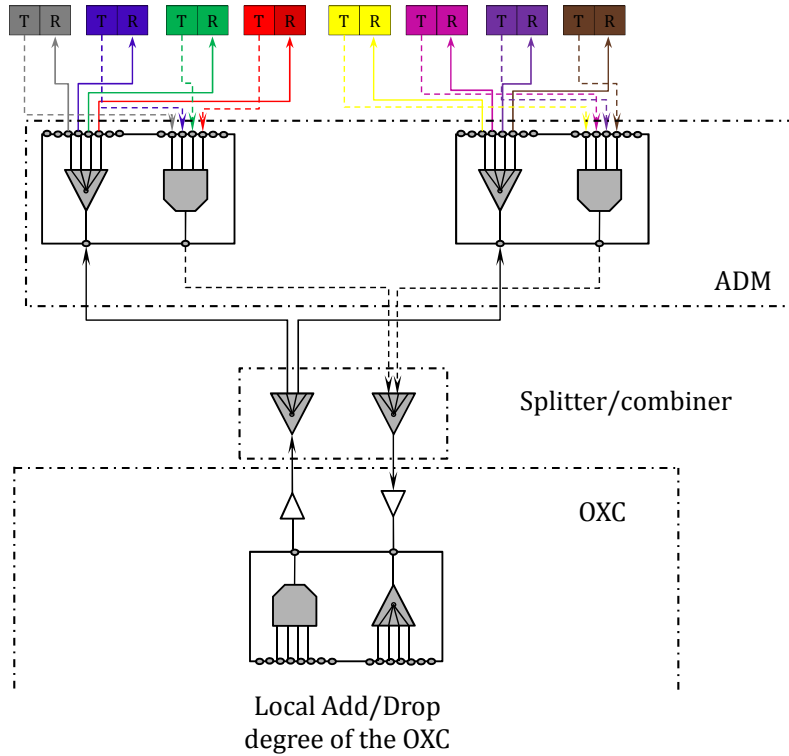 T R T R T R T R T R T R T R T R
ADM
Splitter/combiner
OXC
Local Add/Drop
degree of the OXC